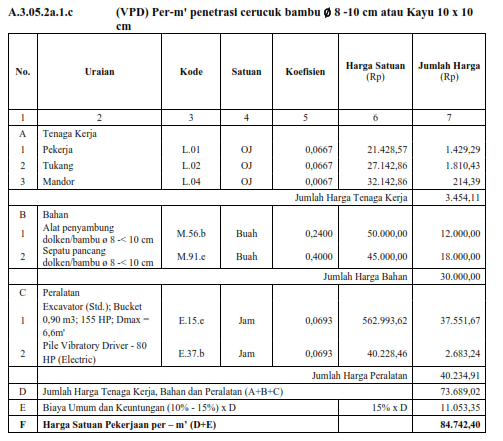 A.3.05.2a.1.c (VPD) Per-m' penetrasi cerucuk bambu Ø 8 -10 cm atau Kayu 10 x 10
cm
No. Uraian Kode Satuan Koefisien Harga Satuan (Rp) Jumlah Harga (Rp)
1 2 3 4 5 6 7
A Tenaga Kerja
1 Pekerja L.01 OJ 0,0667 21.428,57 1.429,29
2 Tukang L.02 OJ 0,0667 27.142,86 1.810,43
3 Mandor L.04 OJ 0,0067 32.142,86 214,39
Jumlah Harga Tenaga Kerja 3.454,11
B Bahan
1 Alat penyambung dolken/bambu ø 8 -< 10 cm M.56.b Buah 0,2400 50.000,00 12.000,00
2 Sepatu pancang dolken/bambu ø 8 -< 10 cm M.91.e Buah 0,4000 45.000,00 18.000,00
Jumlah Harga Bahan 30.000,00
C Peralatan
1 Excavator (Std.); Bucket 0,90 m3; 155 HP; Dmax = 6,6m' E.15.e Jam 0,0693 562.993,62 37.551,67
2 Pile Vibratory Driver - 80 HP (Electric) E.37.b Jam 0,0693 40.228,46 2.683,24
Jumlah Harga Peralatan 40.234,91
D Jumlah Harga Tenaga Kerja, Bahan dan Peralatan (A+B+C) 73.689,02
E Biaya Umum dan Keuntungan (10% - 15%) x D 15% x D 11.053,35
F Harga Satuan Pekerjaan per – m' (D+E) 84.742,40